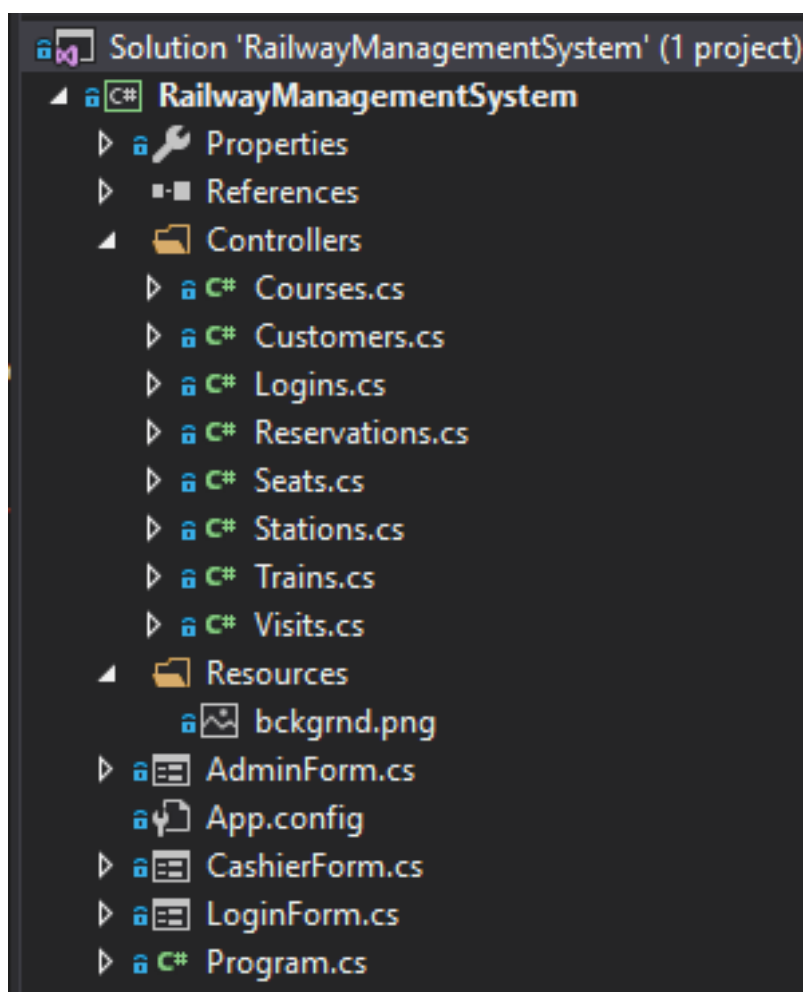 Solution 'RailwayManagementSystem' (1 project)
C# RailwayManagementSystem
Properties
References
Controllers
C# Courses.cs
C# Customers.cs
C# Logins.cs
C# Reservations.cs
C# Seats.cs
C# Stations.cs
C# Trains.cs
C# Visits.cs
Resources
bckgrnd.png
AdminForm.cs
App.config
CashierForm.cs
LoginForm.cs
C# Program.cs